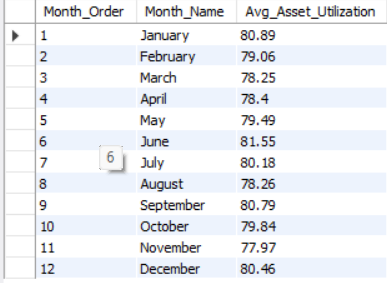 Month_Order Month_Name Avg_Asset_Utilization
1 January 80.89
2 February 79.06
3 March 78.25
4 April 78.4
5 May 79.49
6 June 81.55
6
7 July 80.18
8 August 78.26
9 September 80.79
10 October 79.84
11 November 77.97
12 December 80.46